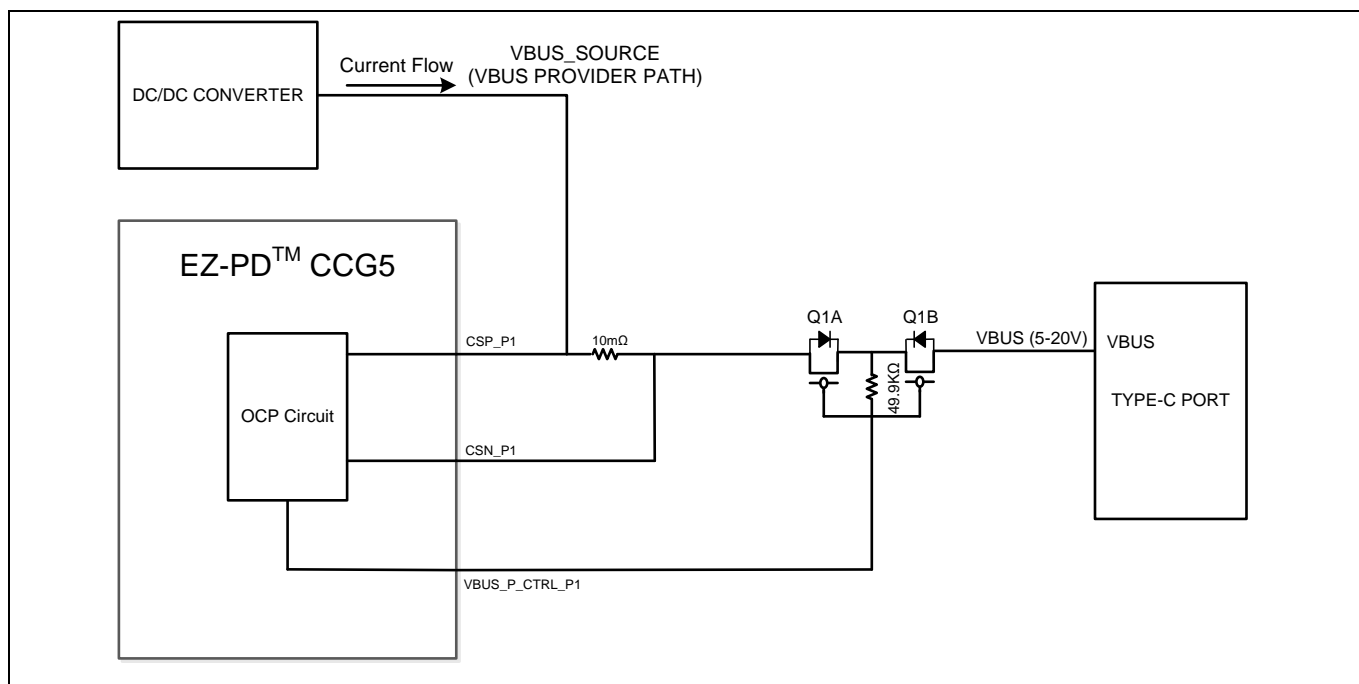 DC/DC CONVERTER
Current Flow
VBUS_SOURCE
(VBUS PROVIDER PATH)
EZ-PD™ CCG5
OCP Circuit
CSP_P1
10mΩ
CSN_P1
VBUS_P_CTRL_P1
Q1A
Q1B
49.9KΩ
VBUS (5-20V)
VBUS
TYPE-C PORT